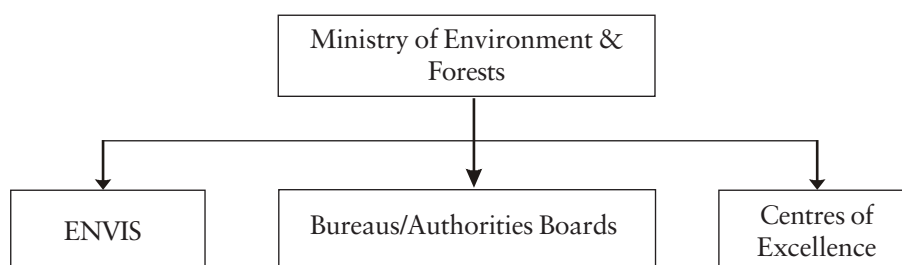 Ministry of Environment &
Forests
ENVIS
Bureaus/Authorities Boards
Centres of
Excellence